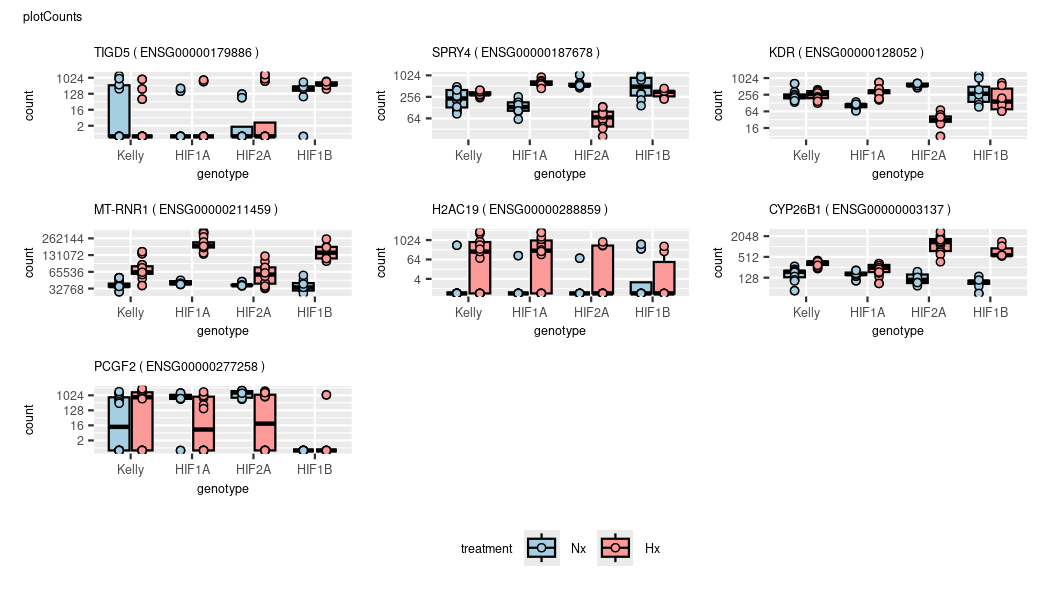 plotCounts
TIGD5 ( ENSG00000179886 )
count
1024
128
16
2
Kelly HIF1A HIF2A HIF1B
genotype
SPRY4 ( ENSG00000187678 )
count
1024
256
64
Kelly HIF1A HIF2A HIF1B
genotype
KDR ( ENSG00000128052 )
count
1024
256
64
16
Kelly HIF1A HIF2A HIF1B
genotype
MT-RNR1 ( ENSG00000211459 )
count
262144
131072
65536
32768
Kelly HIF1A HIF2A HIF1B
genotype
H2AC19 ( ENSG00000288859 )
count
1024
64
4
Kelly HIF1A HIF2A HIF1B
genotype
CYP26B1 ( ENSG00000003137 )
count
2048
512
128
Kelly HIF1A HIF2A HIF1B
genotype
PCGF2 ( ENSG00000277258 )
count
1024
128
16
2
Kelly HIF1A HIF2A HIF1B
genotype
treatment Nx Hx